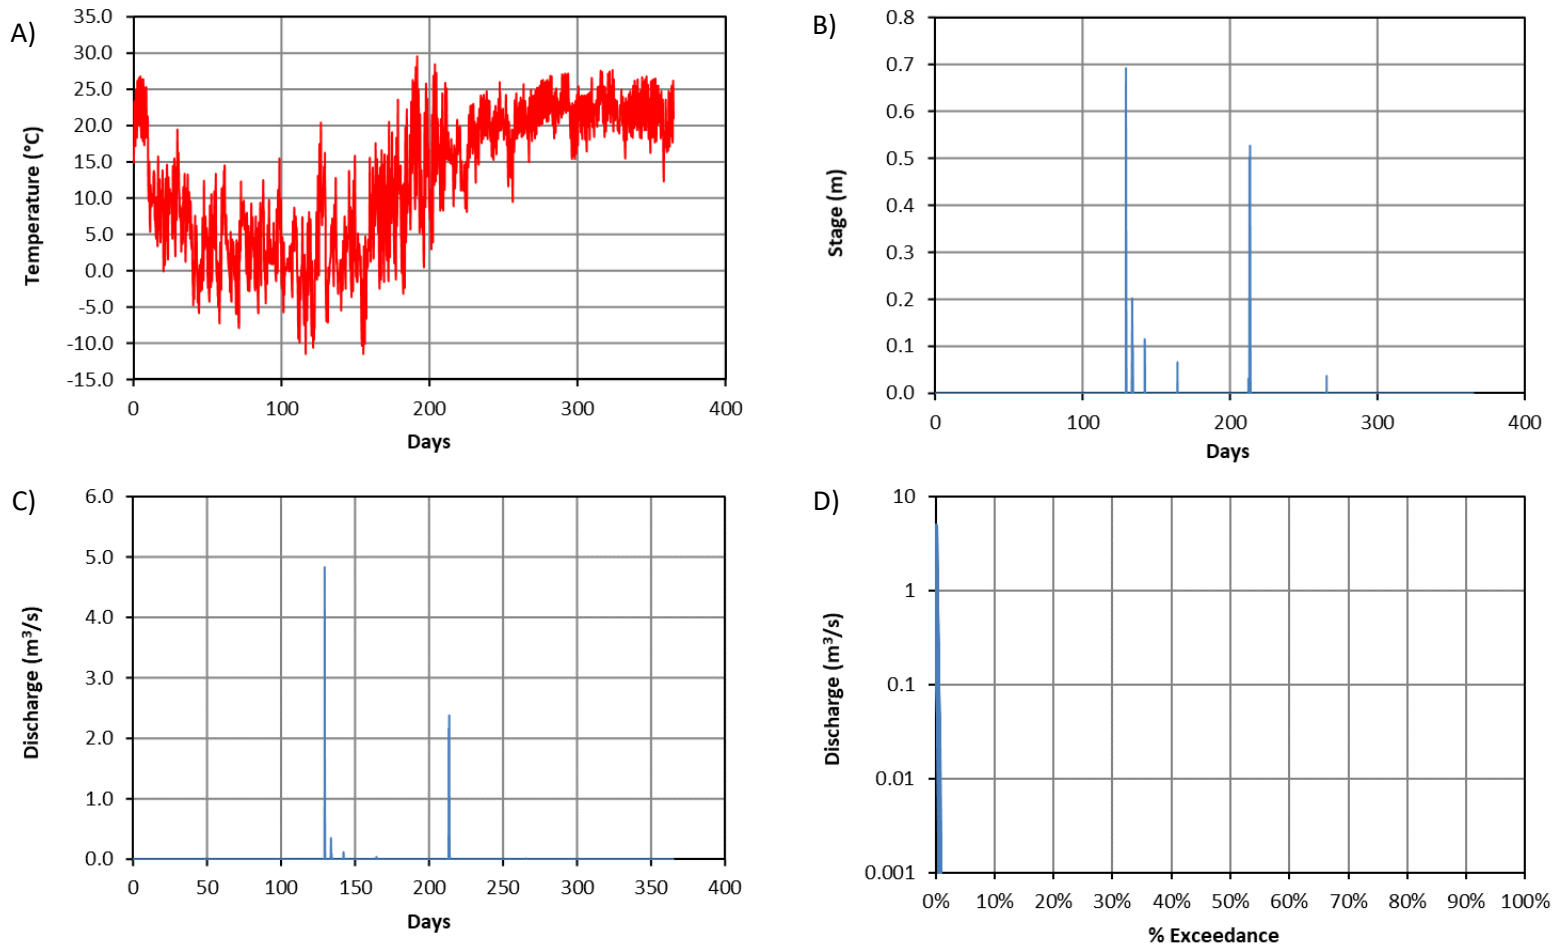 A)
35.0
30.0
25.0
20.0
15.0
10.0
5.0
0.0
-5.0
-10.0
-15.0
Temperature (°C)
0 100 200 300 400
Days
B)
0.8
0.7
0.6
0.5
0.4
0.3
0.2
0.1
0.0
Stage (m)
0 100 200 300 400
Days
C)
6.0
5.0
4.0
3.0
2.0
1.0
0.0
Discharge (m³/s)
0 50 100 150 200 250 300 350 400
Days
D)
10
1
0.1
0.01
0.001
Discharge (m³/s)
0% 10% 20% 30% 40% 50% 60% 70% 80% 90% 100%
% Exceedance